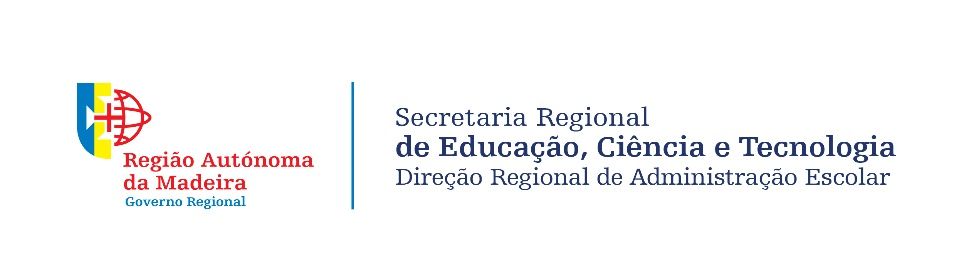 Região Autónoma
da Madeira
Governo Regional
Secretaria Regional
de Educação, Ciência e Tecnologia
Direção Regional de Administração Escolar